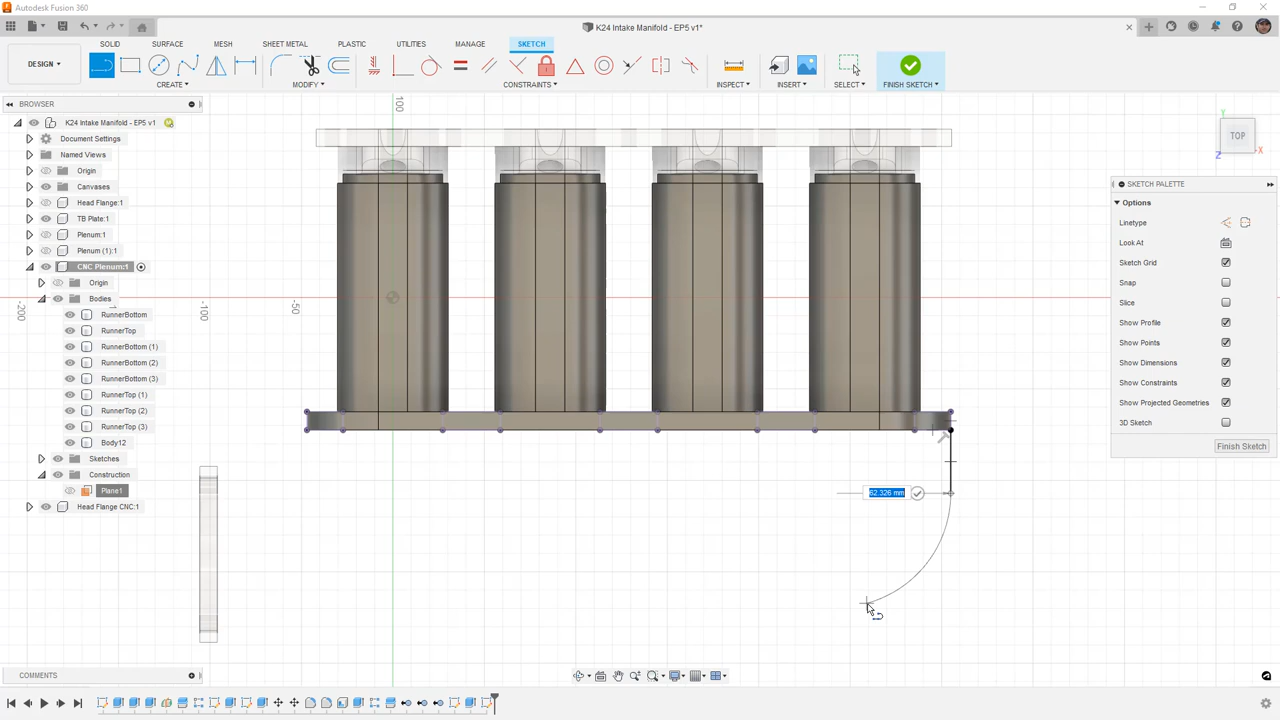 Autodesk Fusion 360
K24 Intake Manifold - EP5 v1*
DESIGN
SOLID
SURFACE
MESH
SHEET METAL
PLASTIC
UTILITIES
MANAGE
SKETCH
CREATE
MODIFY
CONSTRAINTS
INSPECT
INSERT
SELECT
FINISH SKETCH
BROWSER
K24 Intake Manifold - EP5 v1
Document Settings
Named Views
Origin
Canvases
Head Flange:1
TB Plate:1
Plenum:1
Plenum (1):1
CNC Plenum:1
Origin
Bodies
RunnerBottom
RunnerTop
RunnerBottom (1)
RunnerBottom (2)
RunnerBottom (3)
RunnerTop (1)
RunnerTop (2)
RunnerTop (3)
Body12
Sketches
Construction
Plane1
Head Flange CNC:1
100
-200
-100
-50
62.326 mm
TOP
Y
X
Z
SKETCH PALETTE
Options
Linetype
Look At
Sketch Grid
Snap
Slice
Show Profile
Show Points
Show Dimensions
Show Constraints
Show Projected Geometries
3D Sketch
Finish Sketch
COMMENTS